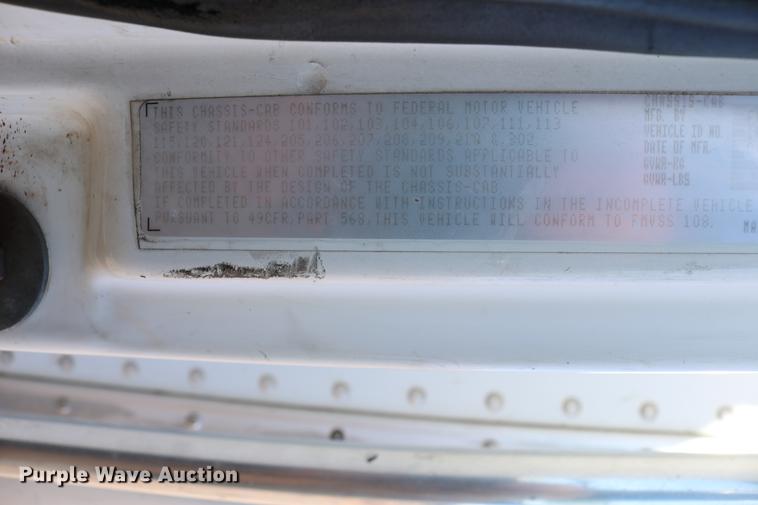 THIS CHASSIS-CAB CONFORMS TO FEDERAL MOTOR VEHICLE
SAFETY STANDARDS 101,102,103,104,106,107,111,113
115,120,121,124,205,206,207,208,209,210 & 302.
CONFORMITY TO OTHER SAFETY STANDARDS APPLICABLE TO
THIS VEHICLE WHEN COMPLETED IS NOT SUBSTANTIALLY
AFFECTED BY THE DESIGN OF THE CHASSIS-CAB.
IF COMPLETED IN ACCORDANCE WITH INSTRUCTIONS IN THE INCOMPLETE VEHICLE
PURSUANT TO 49CFR,PART 568,THIS VEHICLE WILL CONFORM TO FMVSS 108.
CHASSIS-CAB
MFG. BY
VEHICLE ID NO.
DATE OF MFR.
GVWR-KG
GVWR-LBS
MA
Purple Wave Auction